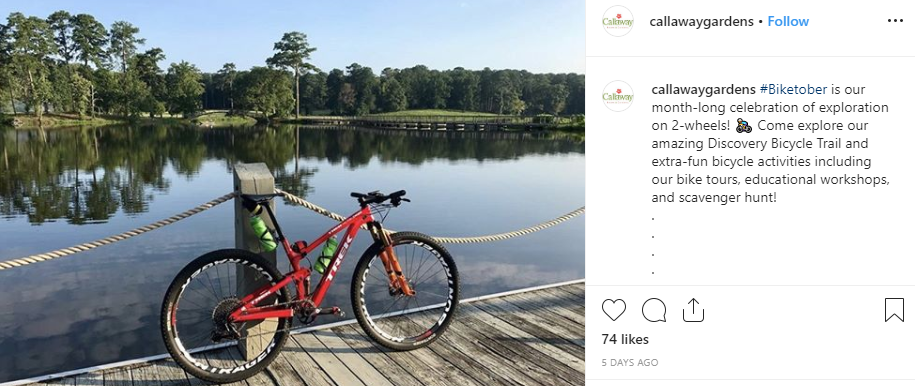 Callaway
callawaygardens • Follow
Callaway
callawaygardens #Biketober is our
month-long celebration of exploration
on 2-wheels! 🚵 Come explore our
amazing Discovery Bicycle Trail and
extra-fun bicycle activities including
our bike tours, educational workshops,
and scavenger hunt!
.
.
.
.
74 likes
5 DAYS AGO
TREK